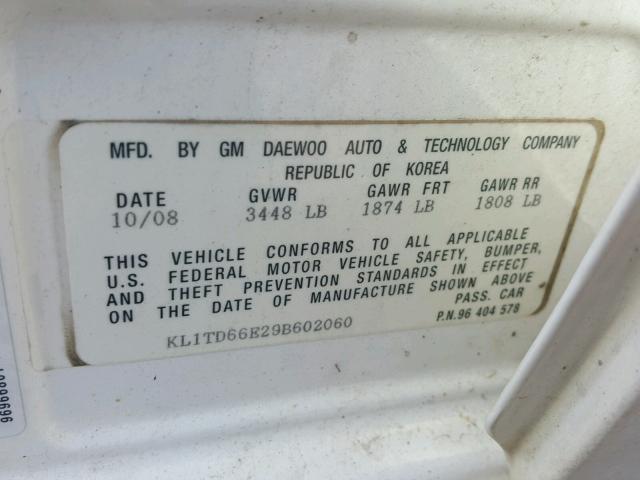 MFD. BY GM DAEWOO AUTO & TECHNOLOGY COMPANY
REPUBLIC OF KOREA
DATE GVWR GAWR FRT GAWR RR
10/08 3448 LB 1874 LB 1808 LB
THIS VEHICLE CONFORMS TO ALL APPLICABLE
U.S. FEDERAL MOTOR VEHICLE SAFETY, BUMPER,
AND THEFT PREVENTION STANDARDS IN EFFECT
ON THE DATE OF MANUFACTURE SHOWN ABOVE
PASS. CAR
P.N.96 404 578
KL1TD66E29B602060